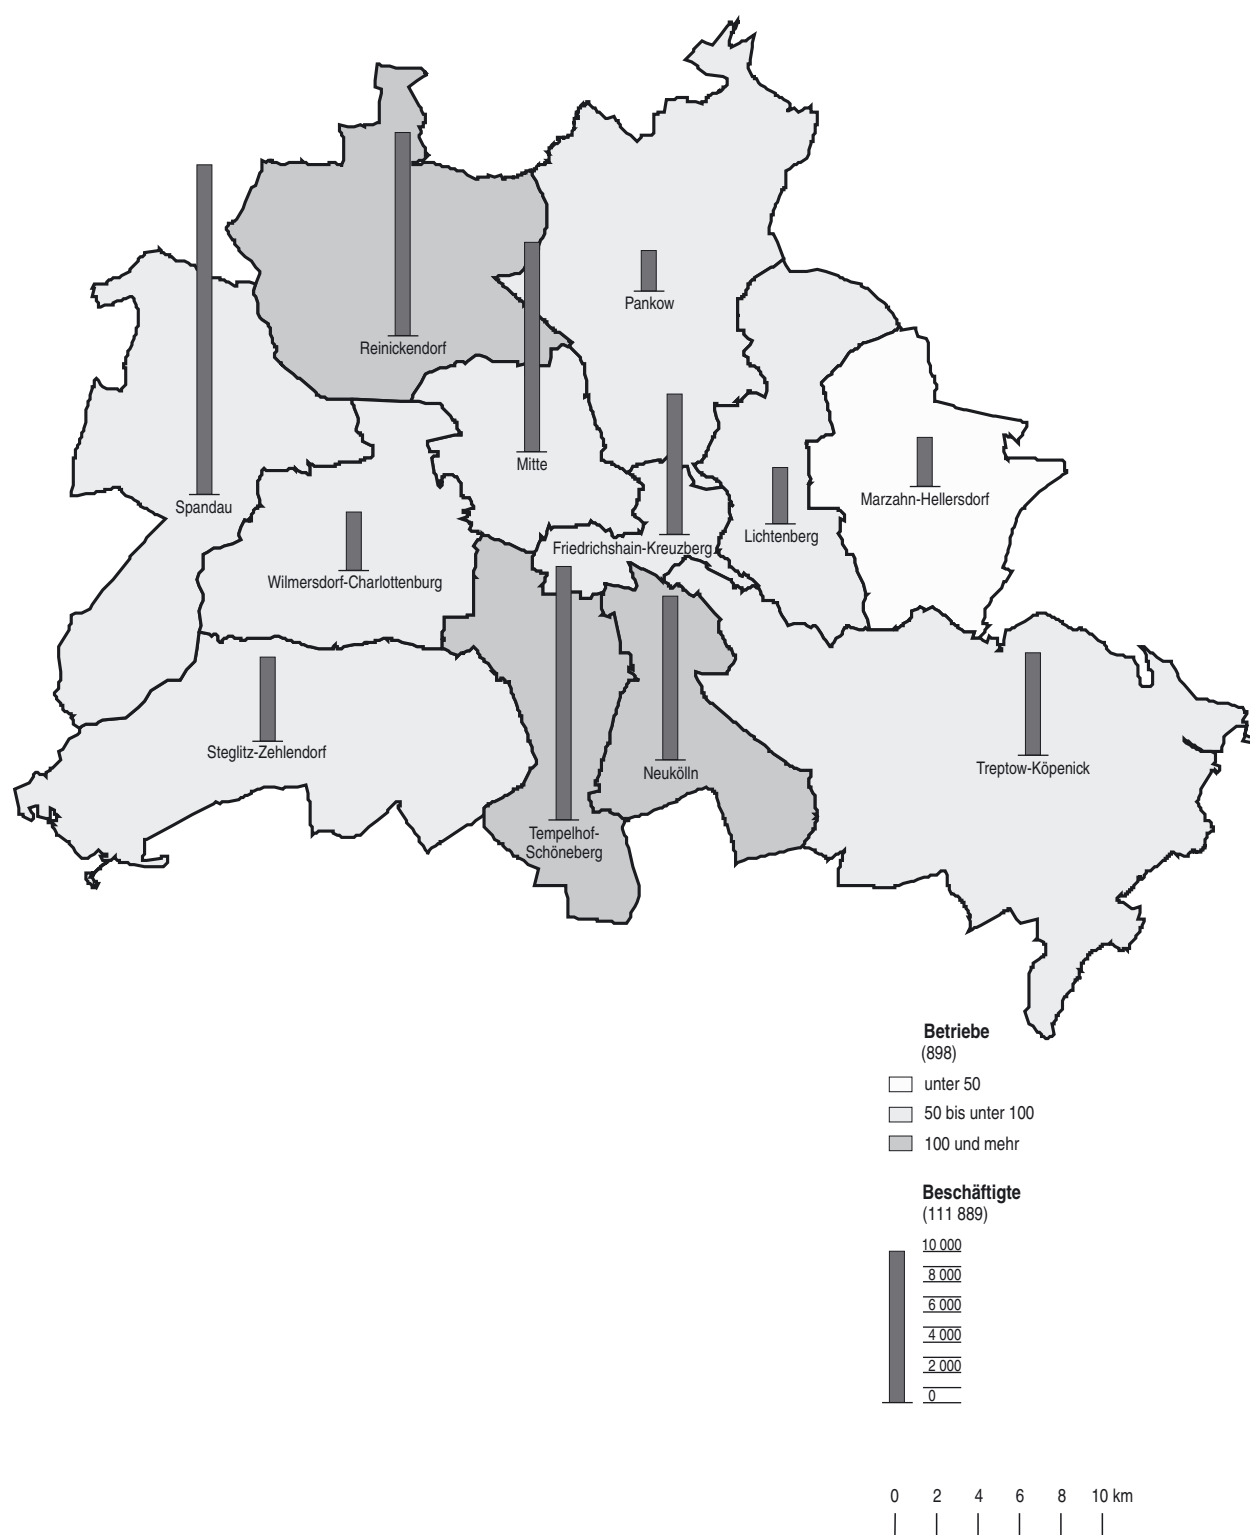 Pankow
Reinickendorf
Mitte
Marzahn-Hellersdorf
Spandau
Lichtenberg
Friedrichshain-Kreuzberg
Wilmersdorf-Charlottenburg
Steglitz-Zehlendorf
Neukölln
Treptow-Köpenick
Tempelhof-
Schöneberg
Betriebe
(898)
unter 50
50 bis unter 100
100 und mehr
Beschäftigte
(111 889)
10 000
8 000
6 000
4 000
2 000
0
0 2 4 6 8 10 km